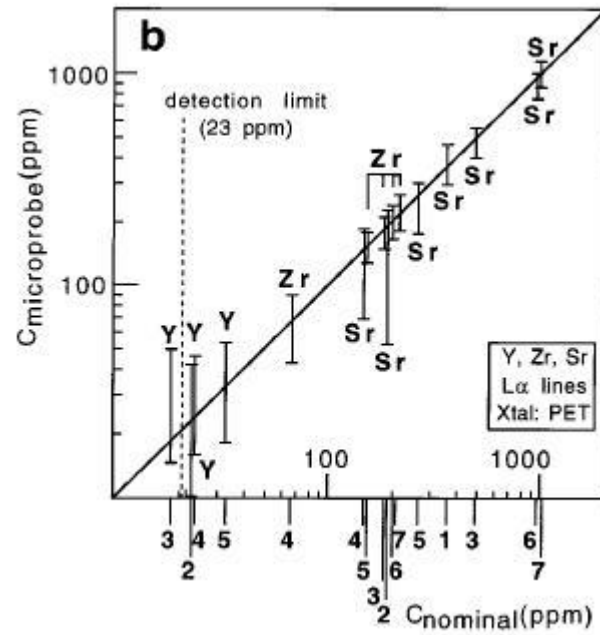 b
detection limit
(23 ppm)
1000
100
Cmicroprobe(ppm)
Sr
Sr
Sr
Sr
Sr
Zr
Sr
Sr
Zr
Y Y Y
Y
Y, Zr, Sr
Lα lines
Xtal: PET
100 1000
3 4 5 4 4 7 5 1 3 6
2 5 6 7
3
2
Cnominal(ppm)